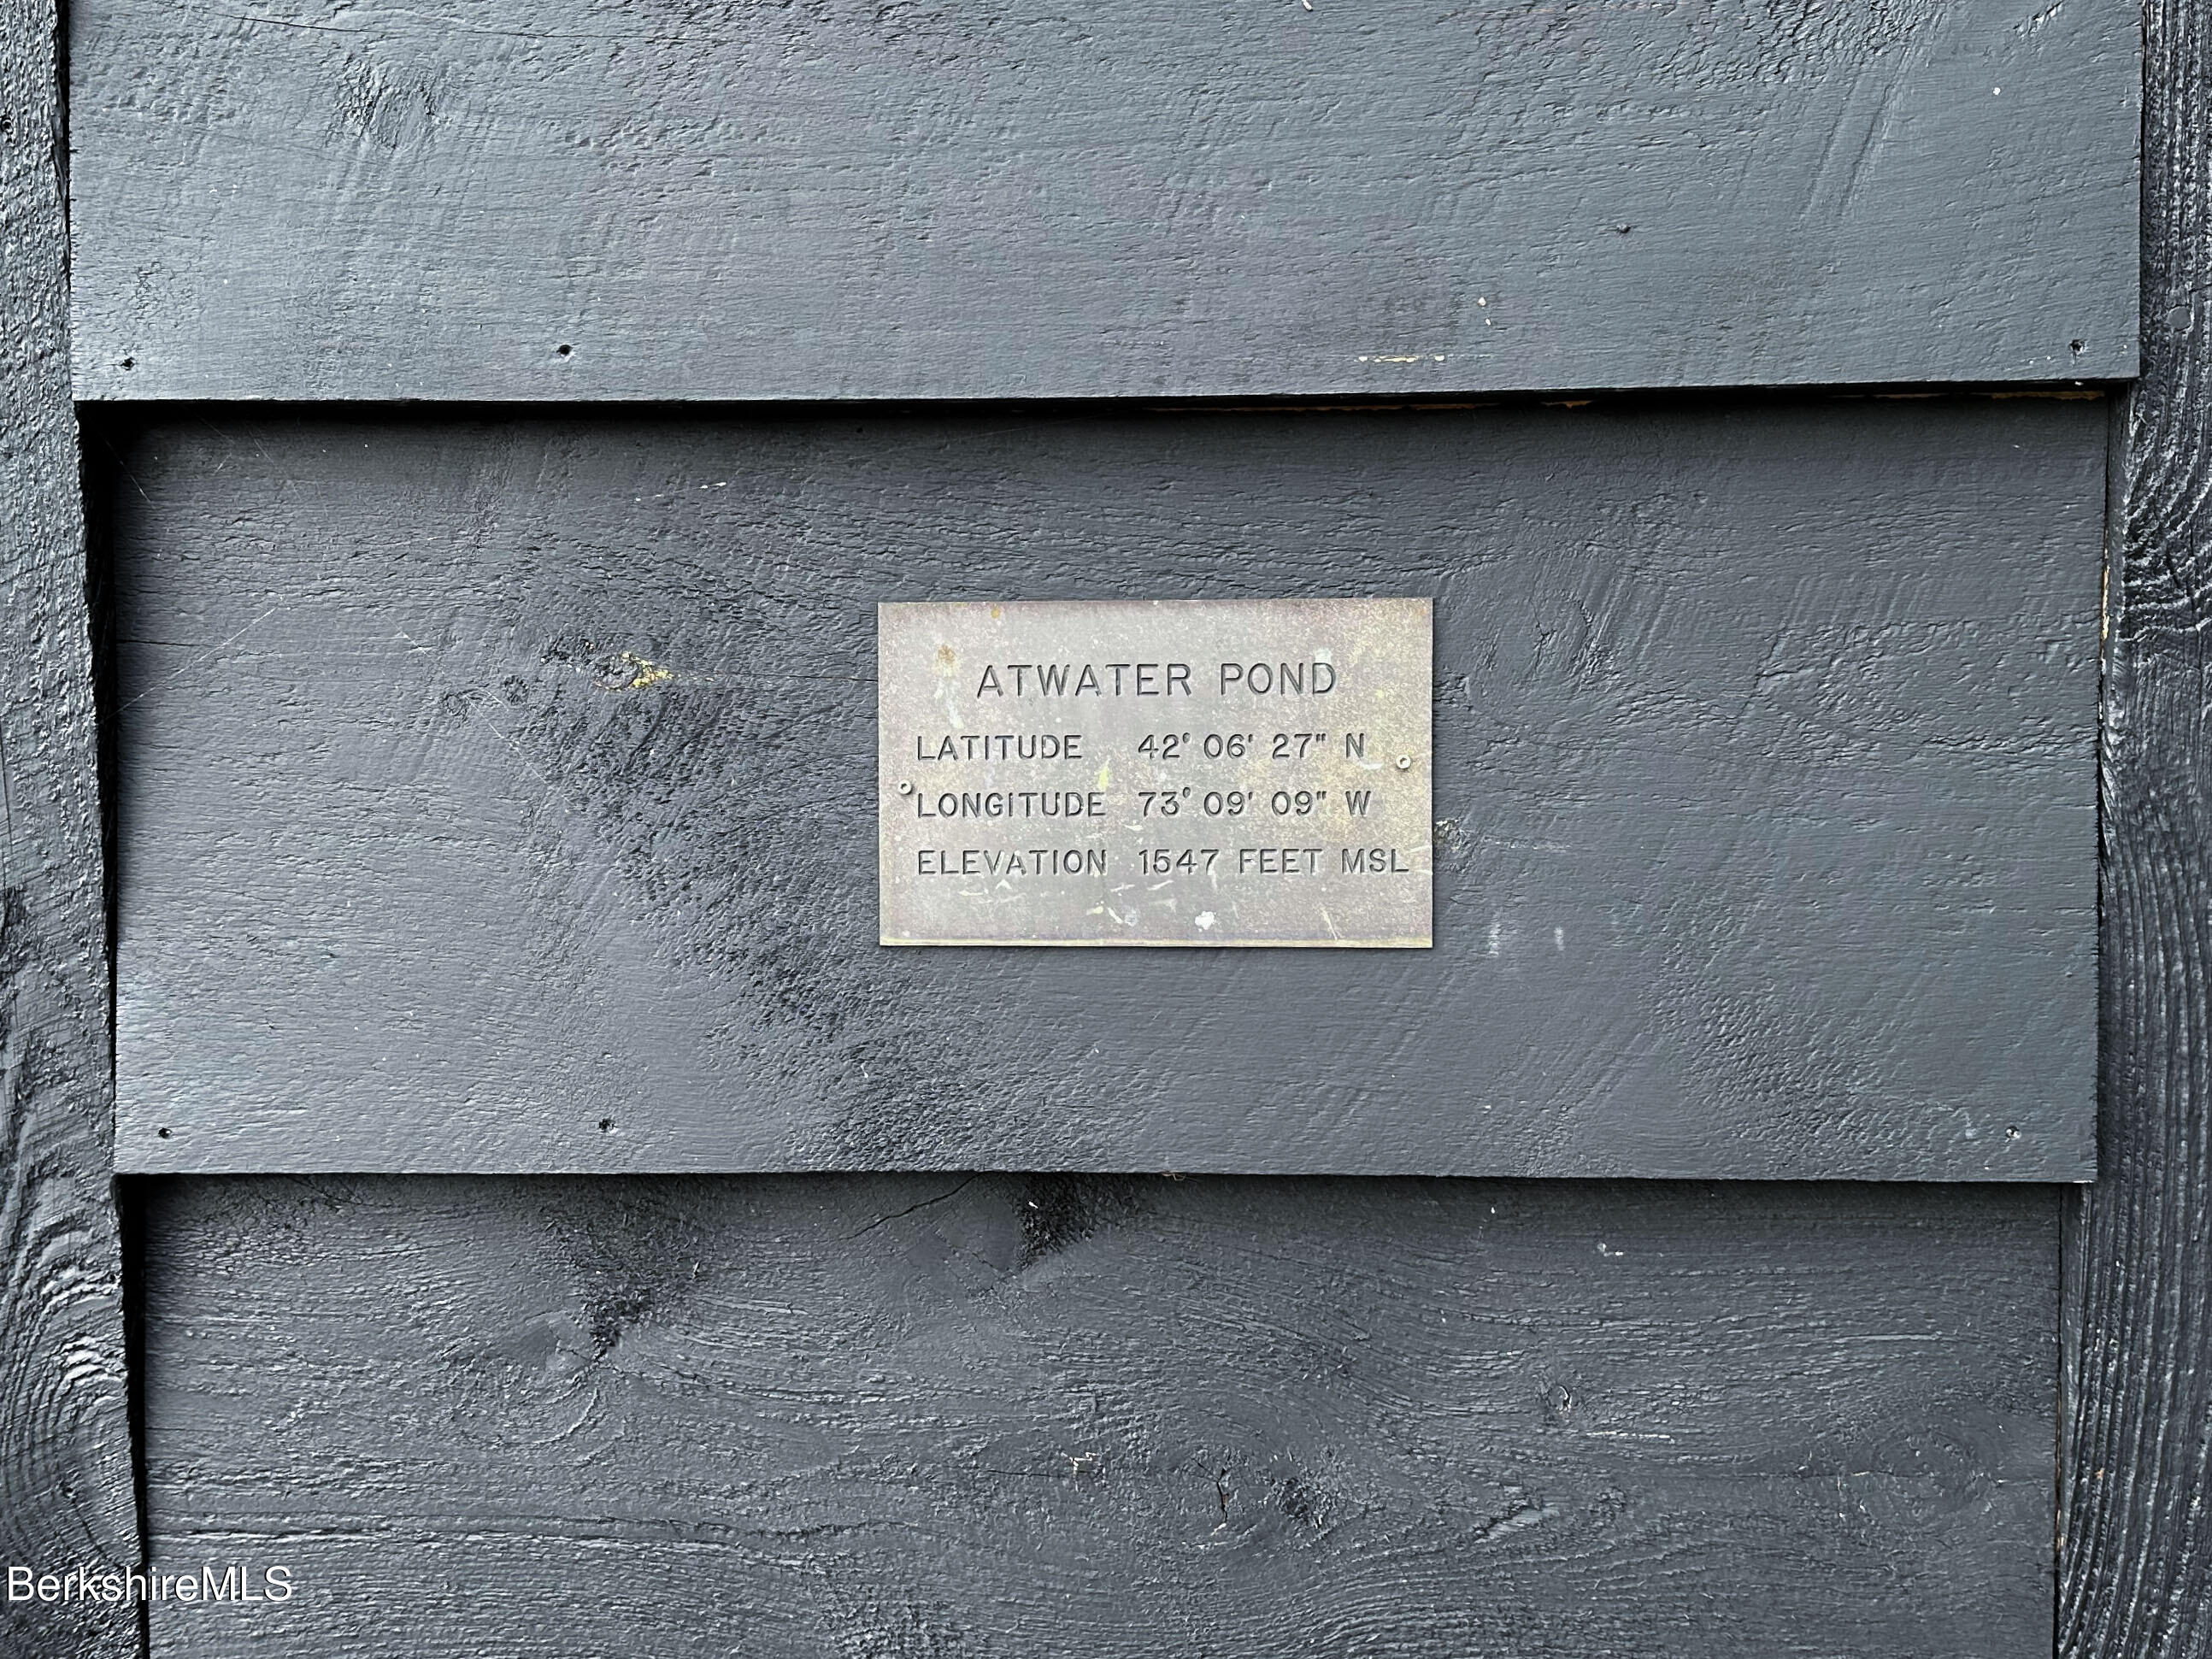 ATWATER POND
LATITUDE 42° 06' 27" N
LONGITUDE 73° 09' 09" W
ELEVATION 1547 FEET MSL
BerkshireMLS